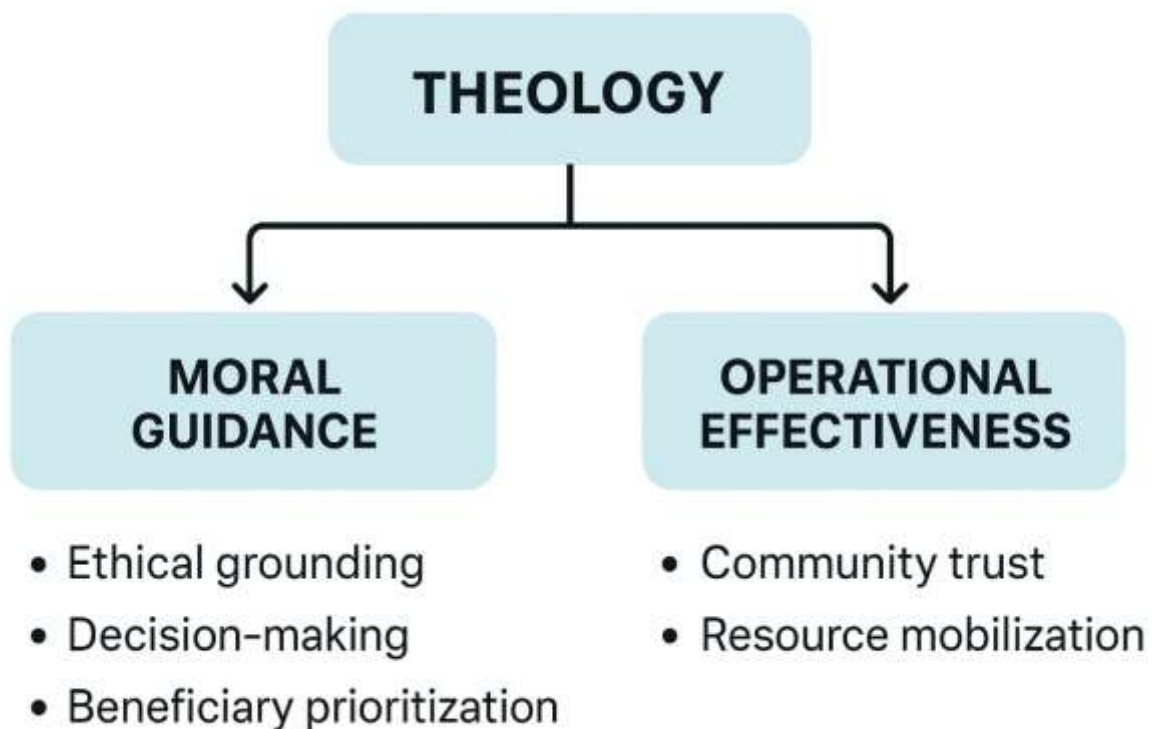 THEOLOGY
MORAL
GUIDANCE
• Ethical grounding
• Decision-making
• Beneficiary prioritization
OPERATIONAL
EFFECTIVENESS
• Community trust
• Resource mobilization